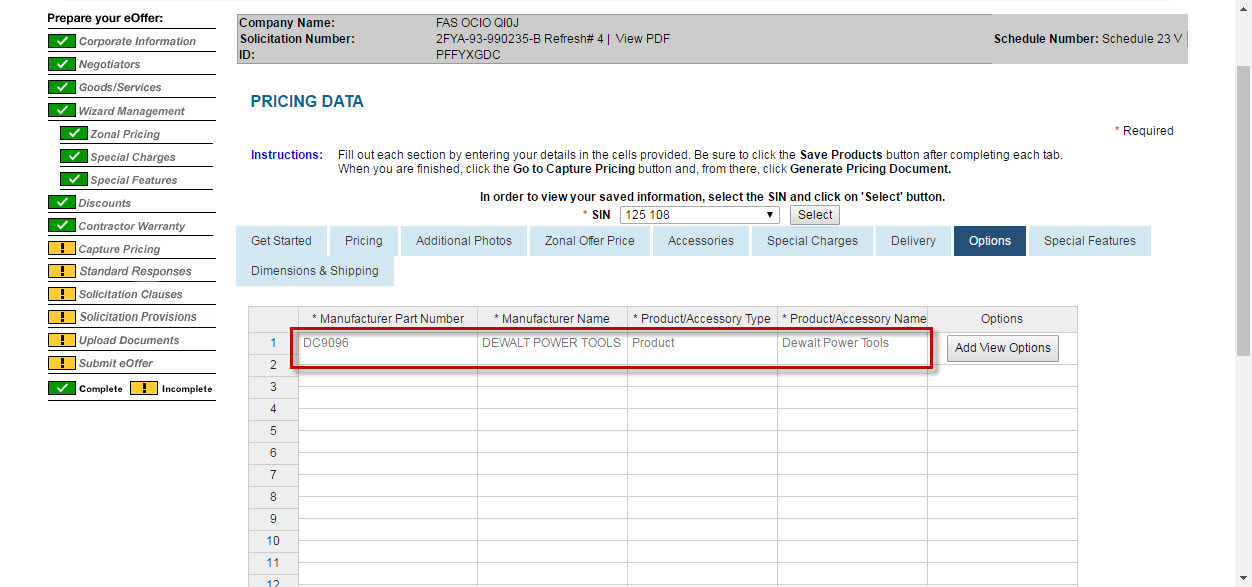 Prepare your eOffer:
Corporate Information
Negotiators
Goods/Services
Wizard Management
Zonal Pricing
Special Charges
Special Features
Discounts
Contractor Warranty
Capture Pricing
Standard Responses
Solicitation Clauses
Solicitation Provisions
Upload Documents
Submit eOffer
Complete ! Incomplete
Company Name: FAS OCIO QI0J
Solicitation Number: 2FYA-93-990235-B Refresh# 4 | View PDF Schedule Number: Schedule 23 V
ID: PFFYXGDC
PRICING DATA
* Required
Instructions: Fill out each section by entering your details in the cells provided. Be sure to click the Save Products button after completing each tab.
When you are finished, click the Go to Capture Pricing button and, from there, click Generate Pricing Document.
In order to view your saved information, select the SIN and click on 'Select' button.
* SIN 125 108 Select
Get Started Pricing Additional Photos Zonal Offer Price Accessories Special Charges Delivery Options Special Features
Dimensions & Shipping
* Manufacturer Part Number * Manufacturer Name * Product/Accessory Type * Product/Accessory Name Options
1 DC9096 DEWALT POWER TOOLS Product Dewalt Power Tools Add View Options
2
3
4
5
6
7
8
9
10
11
12